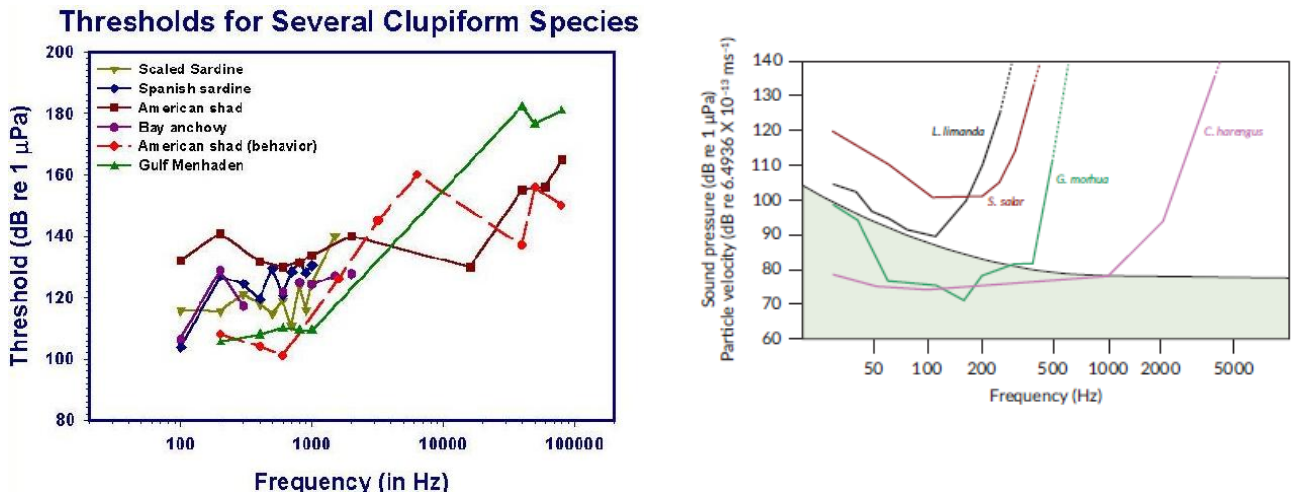 Thresholds for Several Clupiform Species
Threshold (dB re 1 μPa)
200
180
160
140
120
100
80
Scaled Sardine
Spanish sardine
American shad
Bay anchovy
American shad (behavior)
Gulf Menhaden
100
1000
10000
100000
Frequency (in Hz)
Sound pressure (dB re 1 μPa)
Particle velocity (dB re 6.4936 X 10⁻¹³ ms⁻¹)
140
130
120
110
100
90
80
70
60
L. limanda
C. harengus
G. morhua
S. salar
50
100
200
500
1000
2000
5000
Frequency (Hz)